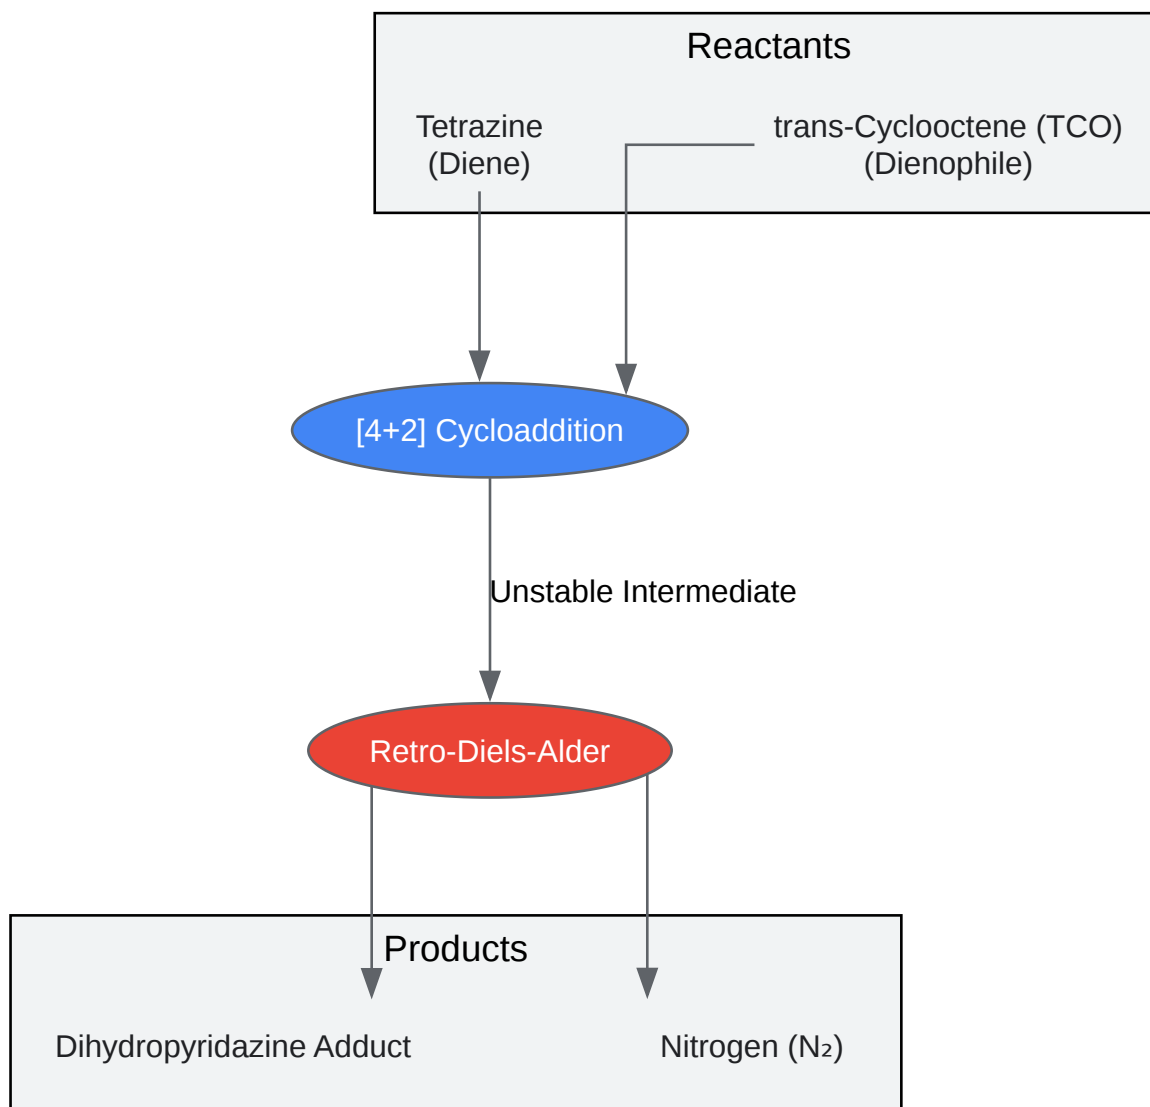 Reactants
Tetrazine
(Diene)
trans-Cyclooctene (TCO)
(Dienophile)
[4+2] Cycloaddition
Unstable Intermediate
Retro-Diels-Alder
Products
Dihydropyridazine Adduct
Nitrogen (N₂)